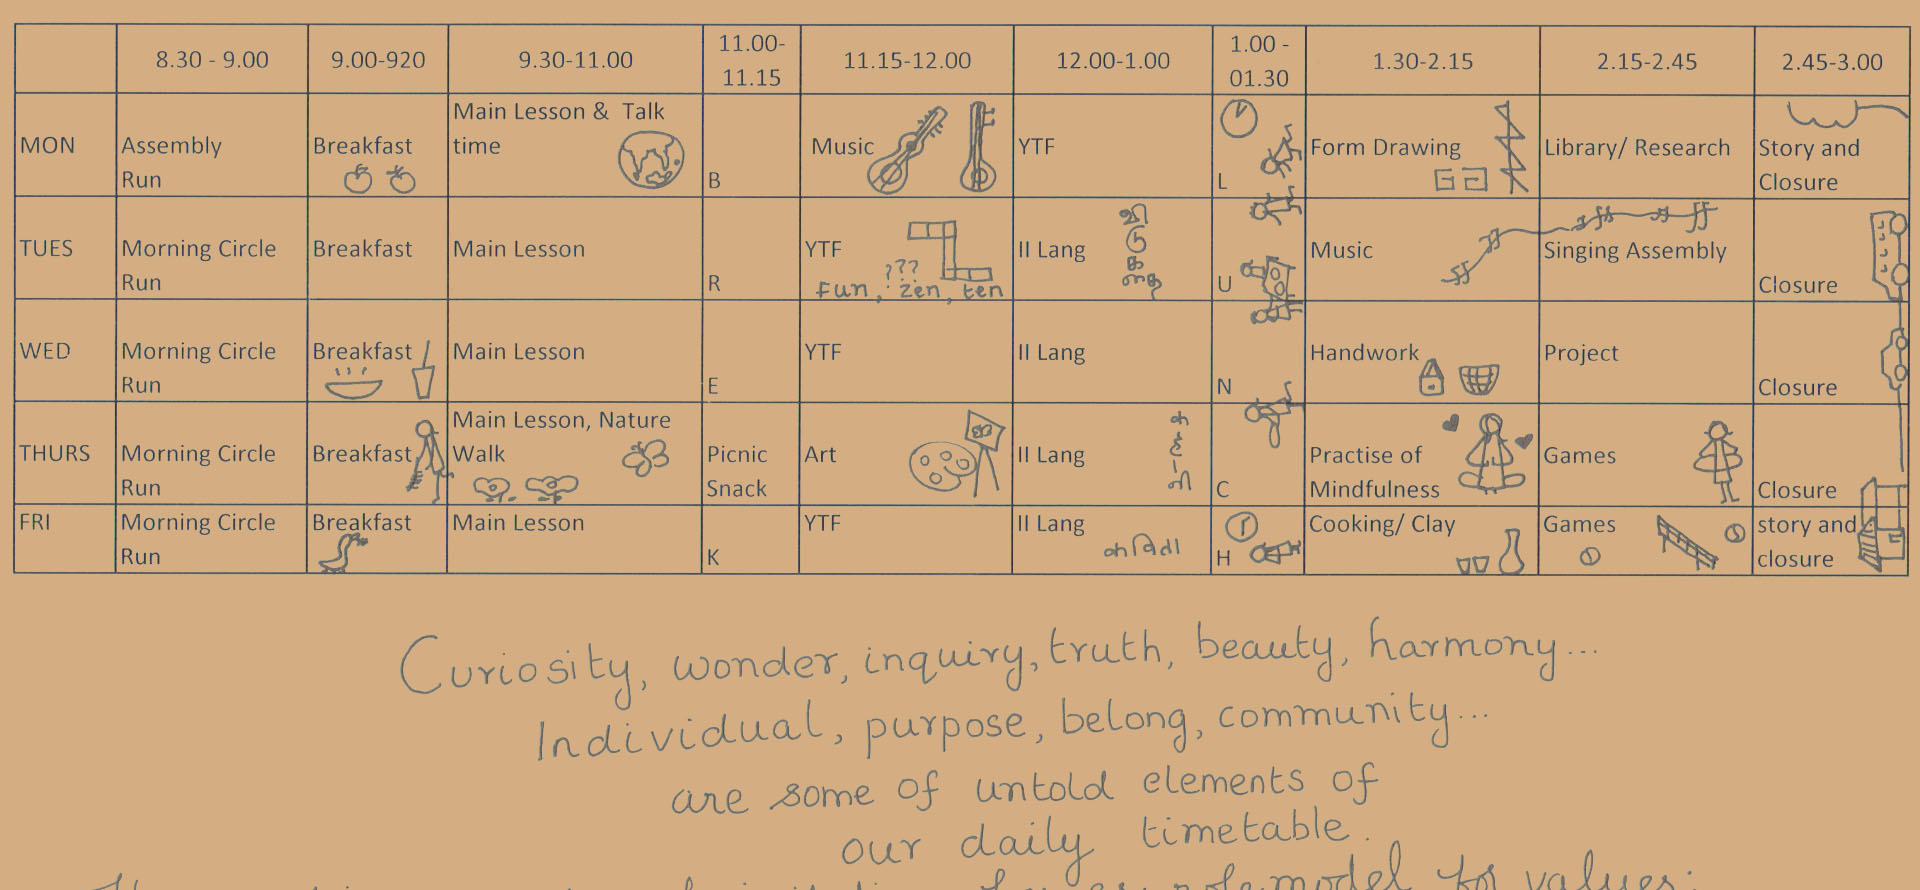 8.30 - 9.00 9.00-920 9.30-11.00 11.00-11.15 11.15-12.00 12.00-1.00 1.00 - 01.30 1.30-2.15 2.15-2.45 2.45-3.00
MON Assembly Run Breakfast Main Lesson & Talk time B Music YTF L Form Drawing Library/ Research Story and Closure
TUES Morning Circle Run Breakfast Main Lesson R YTF ??? fun, zen, ten II Lang U Music Singing Assembly Closure
WED Morning Circle Run Breakfast Main Lesson E YTF II Lang N Handwork Project Closure
THURS Morning Circle Run Breakfast Main Lesson, Nature Walk Picnic Snack Art II Lang C Practise of Mindfulness Games Closure
FRI Morning Circle Run Breakfast Main Lesson K YTF II Lang H Cooking/ Clay Games story and closure
Curiosity, wonder, inquiry, truth, beauty, harmony...
Individual, purpose, belong, community...
are some of untold elements of
our daily timetable.
role model for values: